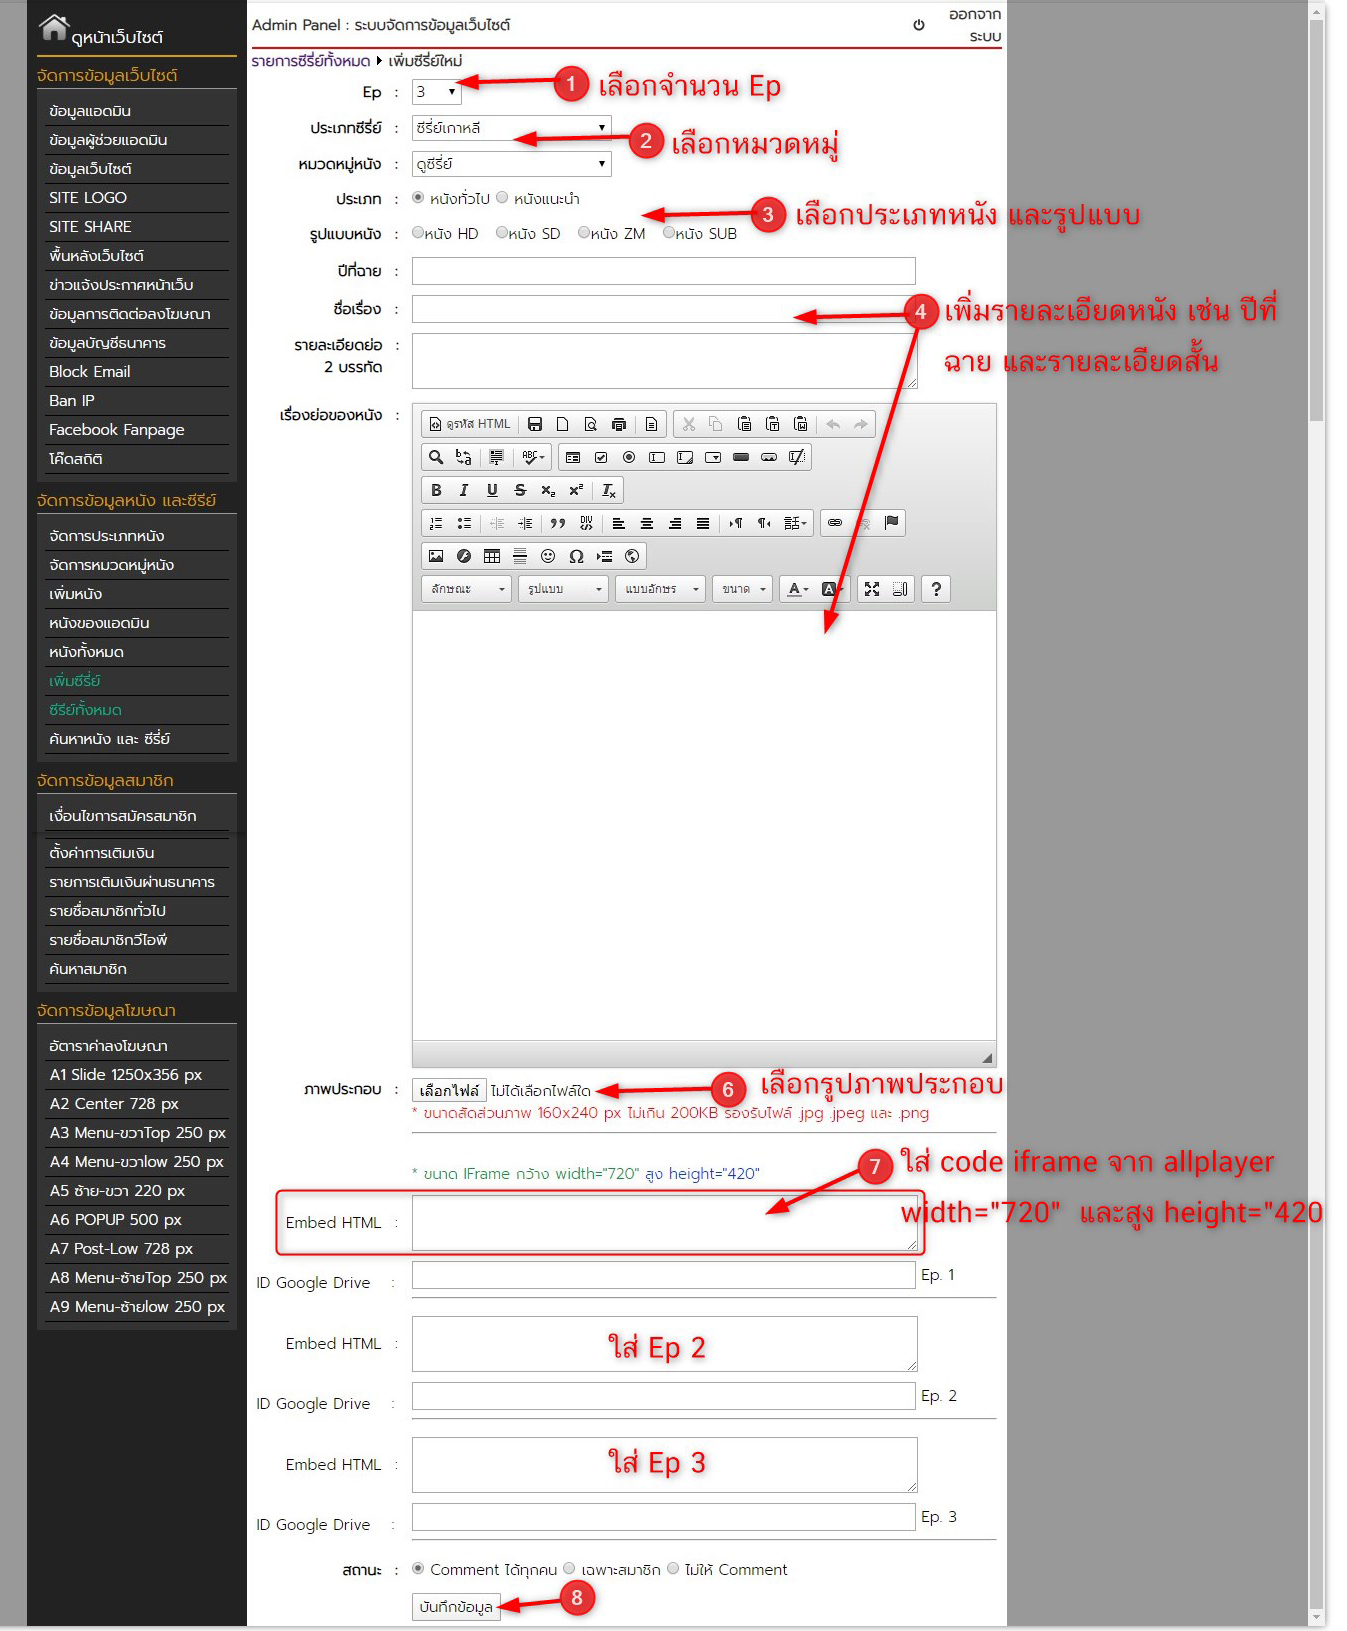 ดูหน้าเว็บไซต์
จัดการข้อมูลเว็บไซต์
ข้อมูลแอดมิน
ข้อมูลผู้ช่วยแอดมิน
ข้อมูลเว็บไซต์
SITE LOGO
SITE SHARE
พื้นหลังเว็บไซต์
ข่าวแจ้งประกาศหน้าเว็บ
ข้อมูลการติดต่อลงโฆษณา
ข้อมูลบัญชีธนาคาร
Block Email
Ban IP
Facebook Fanpage
โค๊ดสถิติ
จัดการข้อมูลหนัง และซีรีย์
จัดการประเภทหนัง
จัดการหมวดหมู่หนัง
เพิ่มหนัง
หนังของแอดมิน
หนังทั้งหมด
เพิ่มซีรี่ย์
ซีรีย์ทั้งหมด
ค้นหาหนัง และ ซีรี่ย์
จัดการข้อมูลสมาชิก
เงื่อนไขการสมัครสมาชิก
ตั้งค่าการเติมเงิน
รายการเติมเงินผ่านธนาคาร
รายชื่อสมาชิกทั่วไป
รายชื่อสมาชิกวีไอพี
ค้นหาสมาชิก
จัดการข้อมูลโฆษณา
อัตาราค่าลงโฆษณา
A1 Slide 1250x356 px
A2 Center 728 px
A3 Menu-ขวาTop 250 px
A4 Menu-ขวาlow 250 px
A5 ซ้าย-ขวา 220 px
A6 POPUP 500 px
A7 Post-Low 728 px
A8 Menu-ซ้ายTop 250 px
A9 Menu-ซ้ายlow 250 px
Admin Panel : ระบบจัดการข้อมูลเว็บไซต์
ออกจาก
ระบบ
รายการซีรี่ย์ทั้งหมด เพิ่มซีรี่ย์ใหม่
Ep : 3
1 เลือกจำนวน Ep
ประเภทซีรี่ย์ : ซีรี่ย์เกาหลี
2 เลือกหมวดหมู่
หมวดหมู่หนัง : ดูซีรี่ย์
ประเภท : หนังทั่วไป หนังแนะนำ
3 เลือกประเภทหนัง และรูปแบบ
รูปแบบหนัง : หนัง HD หนัง SD หนัง ZM หนัง SUB
ปีที่ฉาย :
ชื่อเรื่อง :
4 เพิ่มรายละเอียดหนัง เช่น ปีที่
ฉาย และรายละเอียดสั้น
รายละเอียดย่อ :
2 บรรทัด
เรื่องย่อของหนัง :
ดูรหัส HTML
ลักษณะ รูปแบบ แบบอักษร ขนาด
ภาพประกอบ : เลือกไฟล์ ไม่ได้เลือกไฟล์ใด
6 เลือกรูปภาพประกอบ
* ขนาดสัดส่วนภาพ 160x240 px ไม่เกิน 200KB รองรับไฟล์ .jpg .jpeg และ .png
* ขนาด IFrame กว้าง width="720" สูง height="420"
7 ใส่ code iframe จาก allplayer
width="720" และสูง height="420
Embed HTML :
ID Google Drive : Ep. 1
Embed HTML : ใส่ Ep 2
ID Google Drive : Ep. 2
Embed HTML : ใส่ Ep 3
ID Google Drive : Ep. 3
สถานะ : Comment ได้ทุกคน เฉพาะสมาชิก ไม่ให้ Comment
บันทึกข้อมูล 8